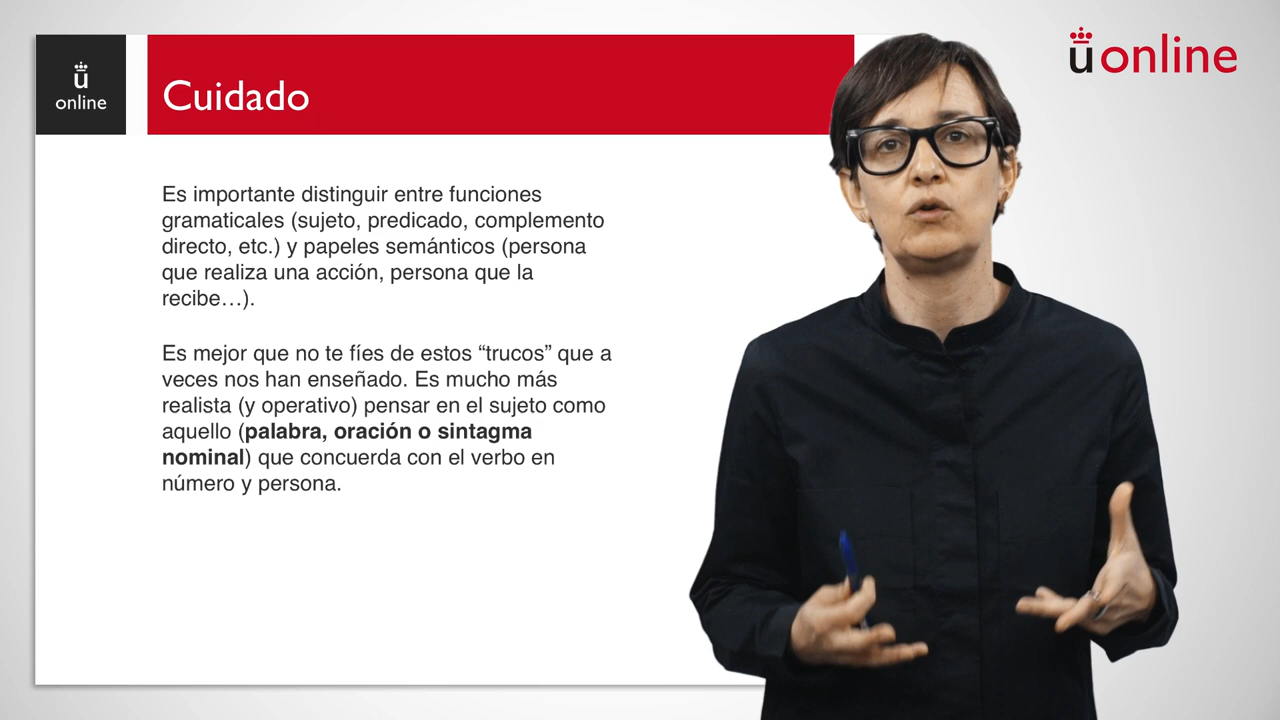 ü
online
Cuidado
üonline
Es importante distinguir entre funciones
gramaticales (sujeto, predicado, complemento
directo, etc.) y papeles semánticos (persona
que realiza una acción, persona que la
recibe…).
Es mejor que no te fíes de estos “trucos” que a
veces nos han enseñado. Es mucho más
realista (y operativo) pensar en el sujeto como
aquello (palabra, oración o sintagma
nominal) que concuerda con el verbo en
número y persona.